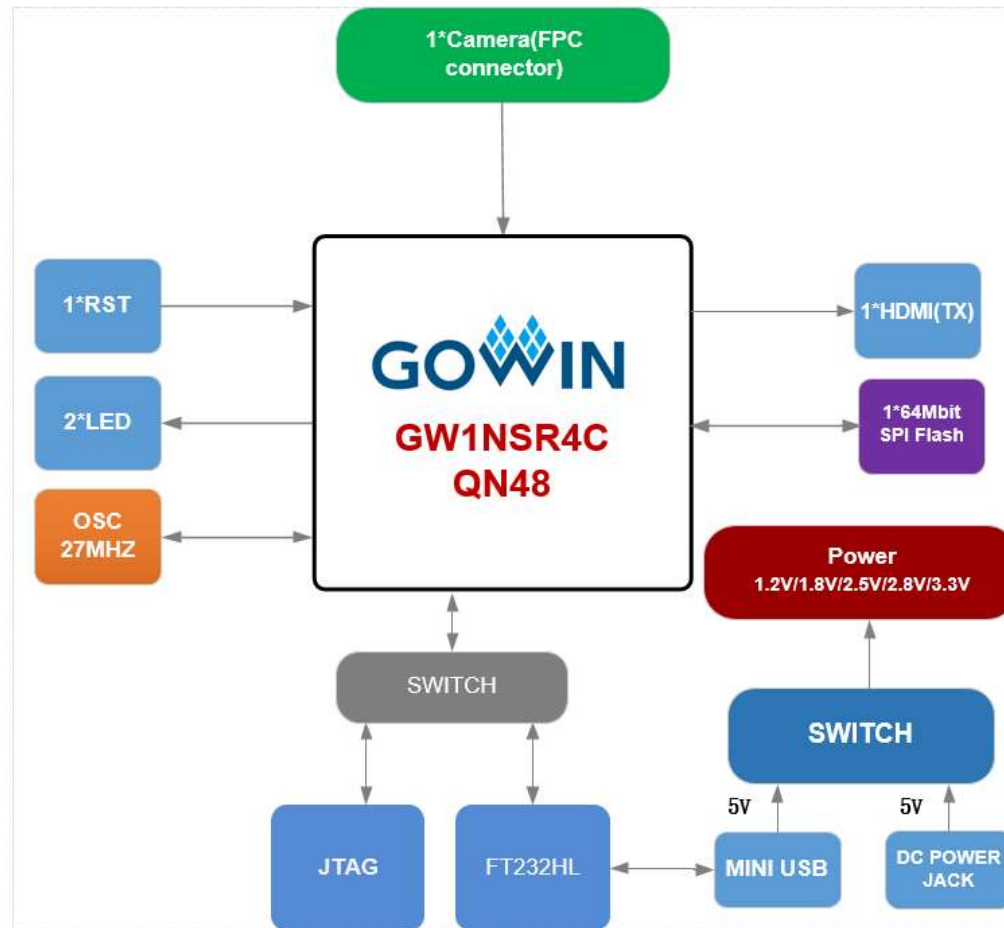 1*Camera(FPC
connector)
1*RST
1*HDMI(TX)
GOWIN
2*LED
1*64Mbit
SPI Flash
GW1NSR4C
QN48
OSC
27MHZ
Power
1.2V/1.8V/2.5V/2.8V/3.3V
SWITCH
SWITCH
5V
5V
JTAG
FT232HL
MINI USB
DC POWER
JACK